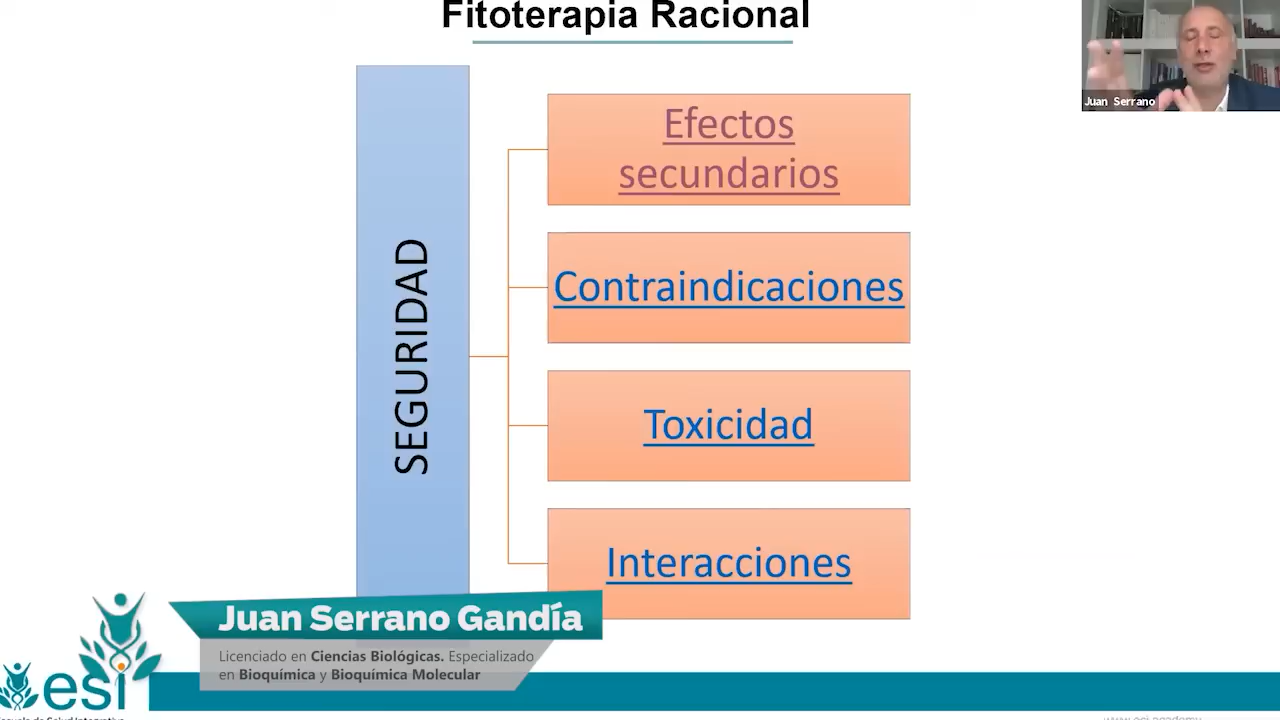 Fitoterapia Racional
Juan Serrano
SEGURIDAD
Efectos
secundarios
Contraindicaciones
Toxicidad
Interacciones
Juan Serrano Gandía
Licenciado en Ciencias Biológicas. Especializado
en Bioquímica y Bioquímica Molecular
esi